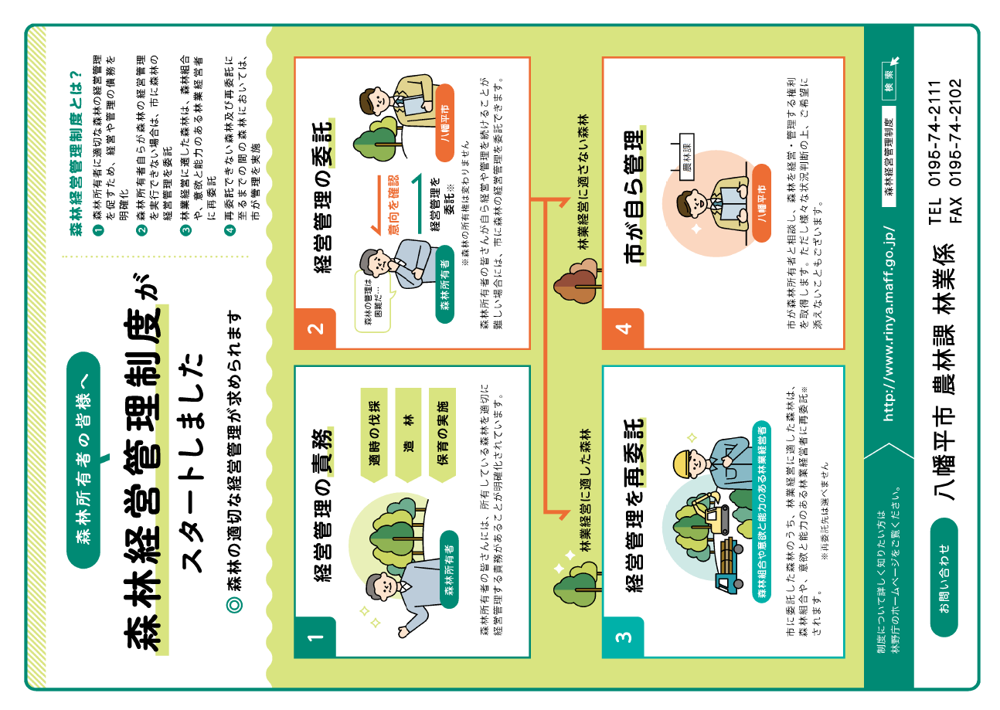 森林所有者の皆様へ
森林経営管理制度が
スタートしました
◎森林の適切な経営管理が求められます
森林経営管理制度とは？
1 森林所有者に適切な森林の経営管理
を促すため、経営や管理の債務を
明確化
2 森林所有者自らが森林の経営管理
を実行できない場合は、市に森林の
経営管理を委託
3 林業経営に適した森林は、森林組合
や、意欲と能力のある林業経営者
に再委託
4 再委託できない森林及び再委託に
至るまでの間の森林においては、
市が管理を実施
1
経営管理の責務
適時の伐採
造林
保育の実施
森林所有者
森林所有者の皆さんには、所有している森林を適切に
経営管理する責務があることが明確化されています。
2
経営管理の委託
森林の管理は
困難だ…
森林所有者
意向を確認
経営管理を
委託※
八幡平市
※森林の所有権は変わりません
森林所有者の皆さんが自ら経営や管理を続けることが
難しい場合には、市に森林の経営管理を委託できます。
林業経営に適した森林
林業経営に適さない森林
3
経営管理を再委託
森林組合や意欲と能力のある林業経営者
市に委託した森林のうち、林業経営に適した森林は、
森林組合や、意欲と能力のある林業経営者に再委託※
されます。
※再委託先は選べません
4
市が自ら管理
農林課
八幡平市
市が森林所有者と相談し、森林を経営・管理する権利
を取得します。ただし様々な状況判断の上、ご希望に
添えないこともございます。
制度について詳しく知りたい方は
林野庁のホームページをご覧ください。
http://www.rinya.maff.go.jp/
森林経営管理制度
検索
お問い合わせ
八幡平市 農林課 林業係
TEL 0195-74-2111
FAX 0195-74-2102